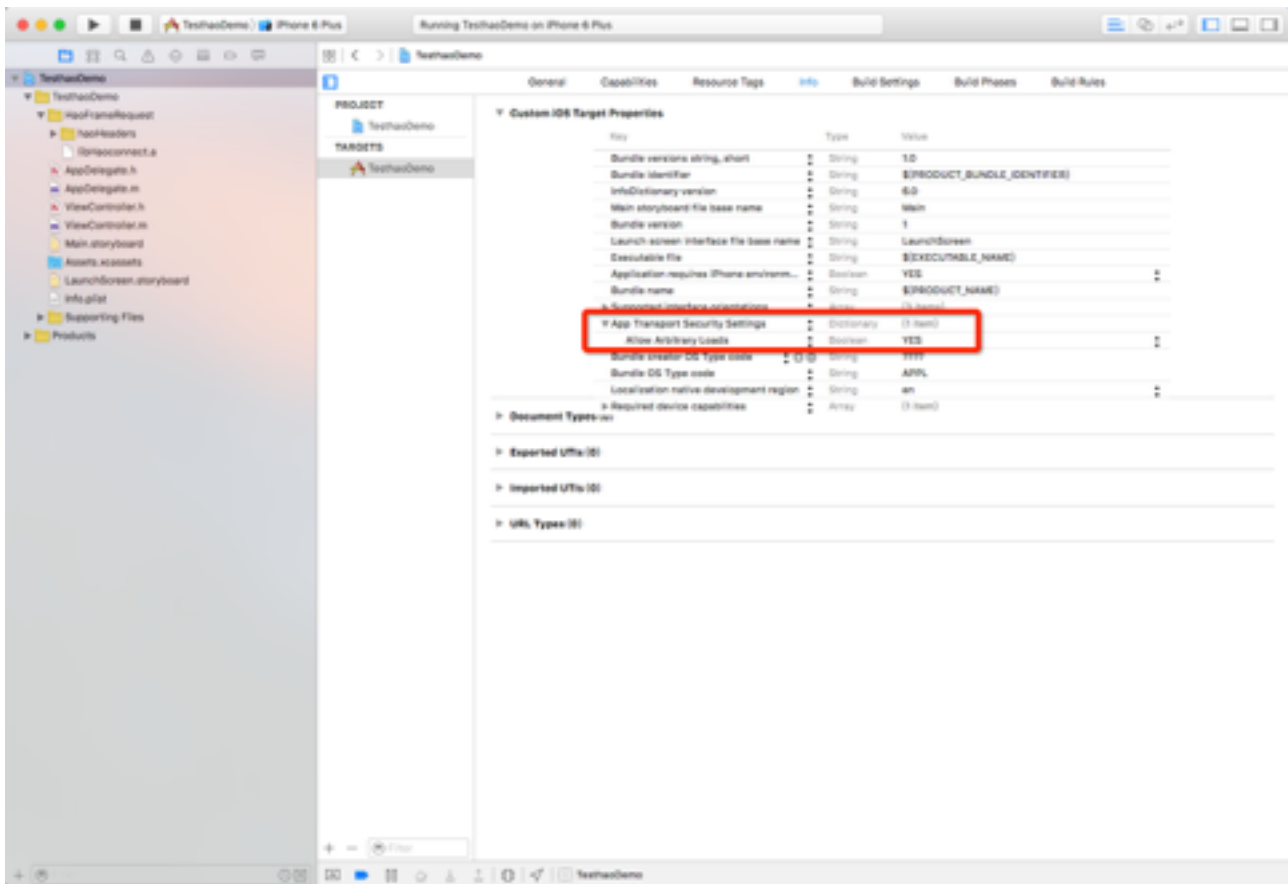 TesthaoDemo iPhone 6 Plus Running TesthaoDemo on iPhone 6 Plus
TesthaoDemo
TesthaoDemo
HaoFrameRequest
haoHeaders
libHaoconnect.a
AppDelegate.h
AppDelegate.m
ViewController.h
ViewController.m
Main.storyboard
Assets.xcassets
LaunchScreen.storyboard
Info.plist
Supporting Files
Products
TesthaoDemo
General Capabilities Resource Tags Info Build Settings Build Phases Build Rules
PROJECT
TesthaoDemo
TARGETS
TesthaoDemo
Custom iOS Target Properties
Key Type Value
Bundle versions string, short String 1.0
Bundle identifier String $(PRODUCT_BUNDLE_IDENTIFIER)
InfoDictionary version String 6.0
Main storyboard file base name String Main
Bundle version String 1
Launch screen interface file base name String LaunchScreen
Executable file String $(EXECUTABLE_NAME)
Application requires iPhone environm... Boolean YES
Bundle name String $(PRODUCT_NAME)
Supported interface orientations Array
App Transport Security Settings Dictionary (1 item)
Allow Arbitrary Loads Boolean YES
Bundle creator OS Type code String ????
Bundle OS Type code String APPL
Localization native development region String en
Required device capabilities Array (1 item)
Document Types
Exported UTIs (0)
Imported UTIs (0)
URL Types (0)
Filter
TesthaoDemo